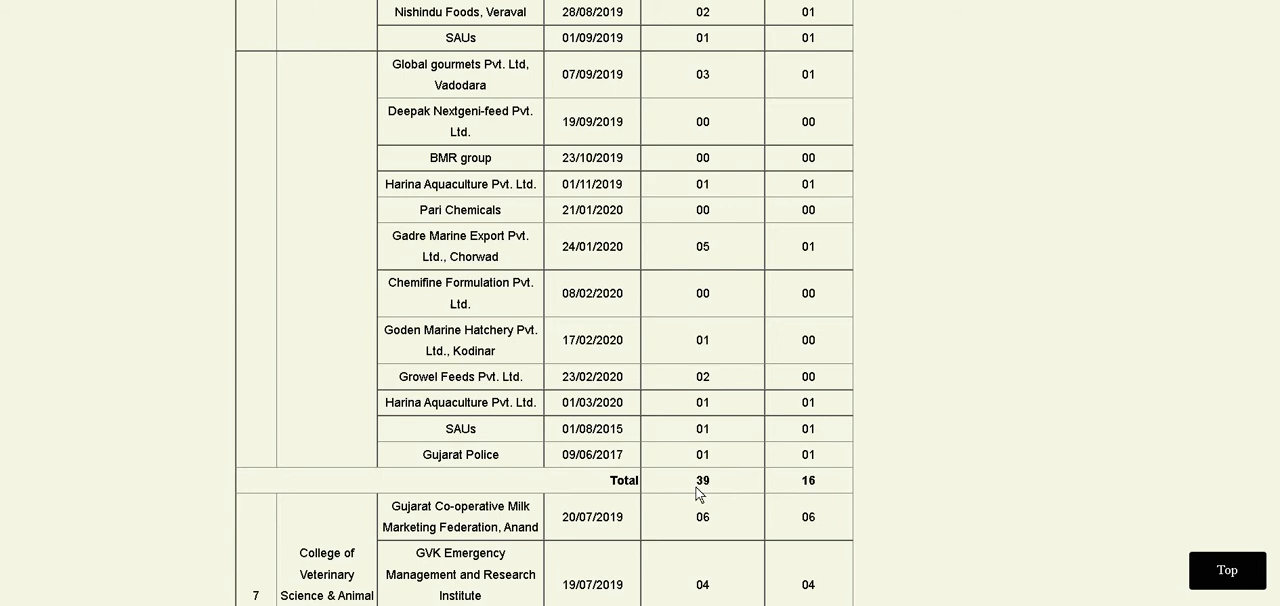 Nishindu Foods, Veraval 28/08/2019 02 01
SAUs 01/09/2019 01 01
Global gourmets Pvt. Ltd,
Vadodara 07/09/2019 03 01
Deepak Nextgeni-feed Pvt.
Ltd. 19/09/2019 00 00
BMR group 23/10/2019 00 00
Harina Aquaculture Pvt. Ltd. 01/11/2019 01 01
Pari Chemicals 21/01/2020 00 00
Gadre Marine Export Pvt.
Ltd., Chorwad 24/01/2020 05 01
Chemifine Formulation Pvt.
Ltd. 08/02/2020 00 00
Goden Marine Hatchery Pvt.
Ltd., Kodinar 17/02/2020 01 00
Growel Feeds Pvt. Ltd. 23/02/2020 02 00
Harina Aquaculture Pvt. Ltd. 01/03/2020 01 01
SAUs 01/08/2015 01 01
Gujarat Police 09/06/2017 01 01
Total 39 16
7
College of
Veterinary
Science & Animal
Gujarat Co-operative Milk
Marketing Federation, Anand 20/07/2019 06 06
GVK Emergency
Management and Research
Institute 19/07/2019 04 04
Top